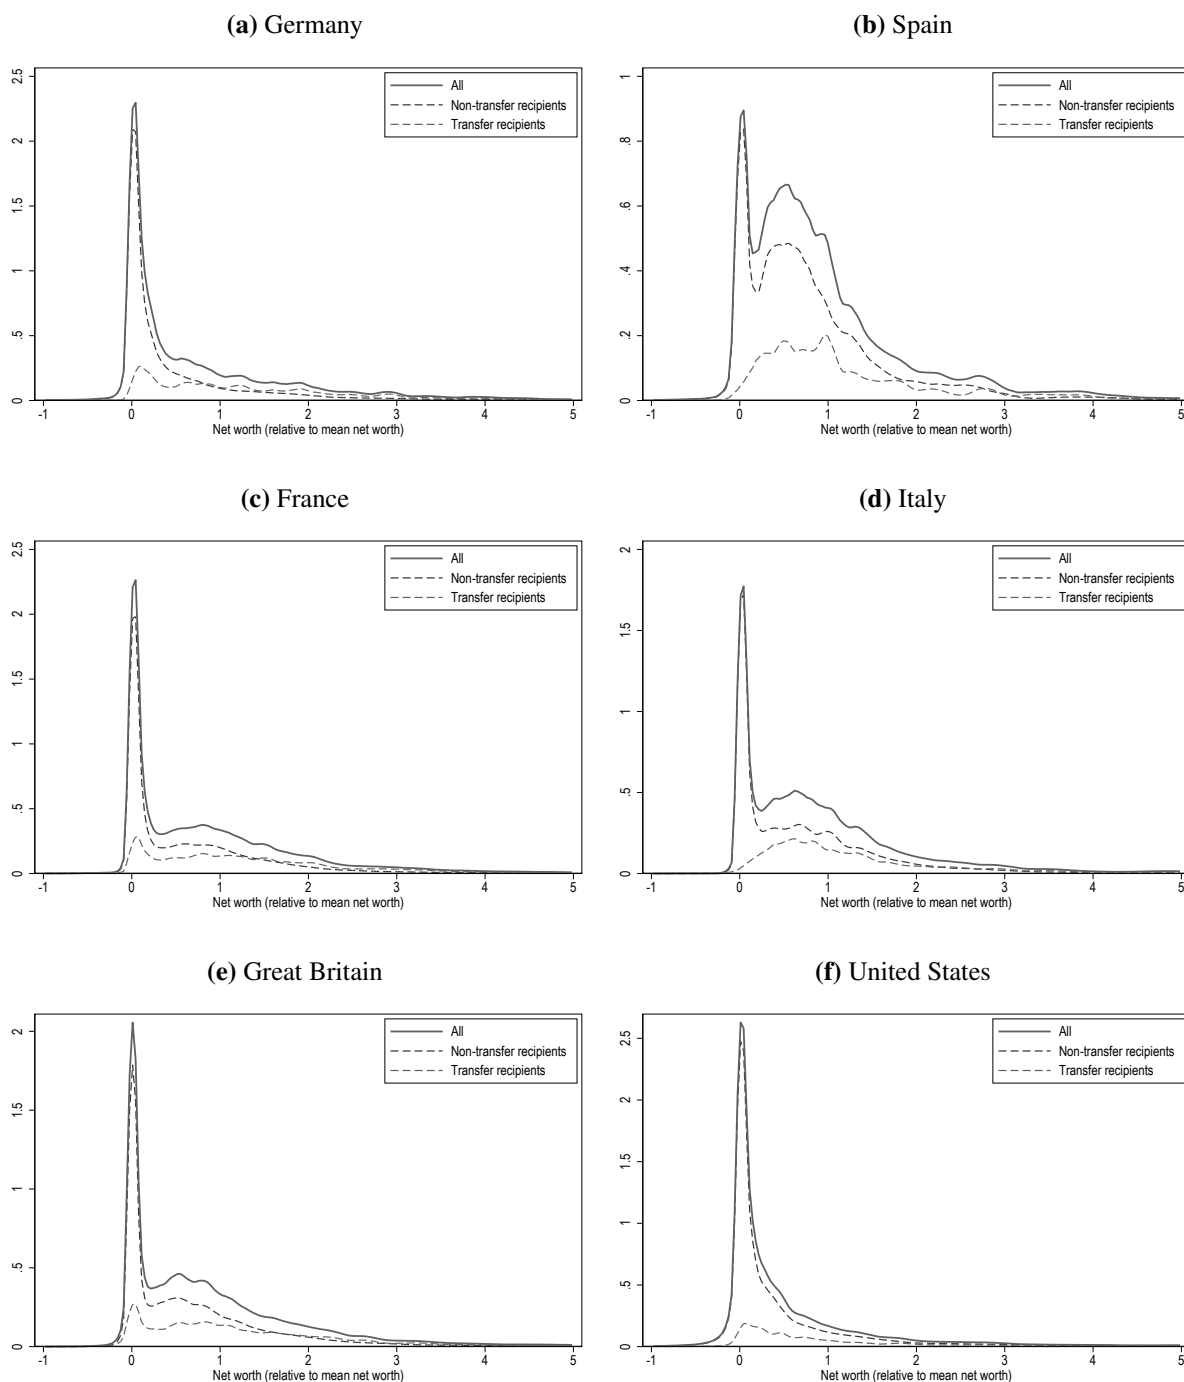 (a) Germany
2.5
2
1.5
1
.5
0
All
Non-transfer recipients
Transfer recipients
-1 0 1 2 3 4 5
Net worth (relative to mean net worth)
(b) Spain
1
.8
.6
.4
.2
0
All
Non-transfer recipients
Transfer recipients
-1 0 1 2 3 4 5
Net worth (relative to mean net worth)
(c) France
2.5
2
1.5
1
.5
0
All
Non-transfer recipients
Transfer recipients
-1 0 1 2 3 4 5
Net worth (relative to mean net worth)
(d) Italy
2
1.5
1
.5
0
All
Non-transfer recipients
Transfer recipients
-1 0 1 2 3 4 5
Net worth (relative to mean net worth)
(e) Great Britain
2
1.5
1
.5
0
All
Non-transfer recipients
Transfer recipients
-1 0 1 2 3 4 5
Net worth (relative to mean net worth)
(f) United States
2.5
2
2.5
1
.5
0
All
Non-transfer recipients
Transfer recipients
-1 0 1 2 3 4 5
Net worth (relative to mean net worth)